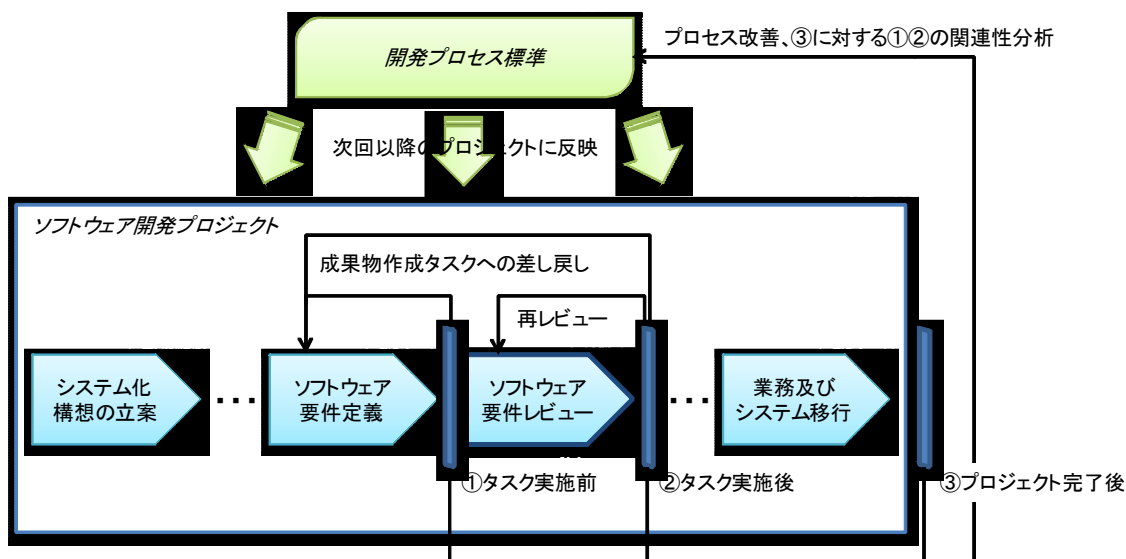 開発プロセス標準
プロセス改善、③に対する①②の関連性分析
次回以降のプロジェクトに反映
ソフトウェア開発プロジェクト
成果物作成タスクへの差し戻し
再レビュー
システム化
構想の立案
･･･
ソフトウェア
要件定義
ソフトウェア
要件レビュー
･･･
業務及び
システム移行
①タスク実施前
②タスク実施後
③プロジェクト完了後